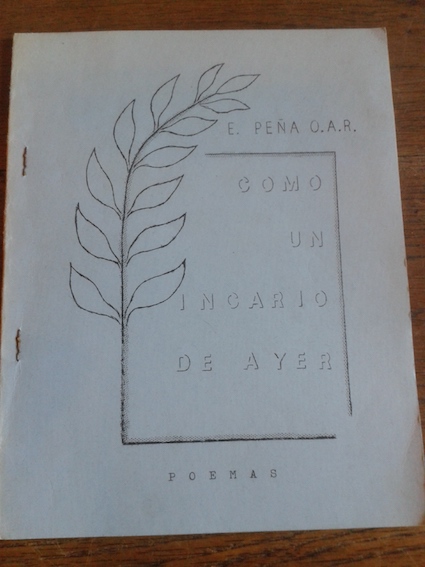 E. PEÑA O.A.R.
COMO
UN
INCARIO
DE AYER
POEMAS